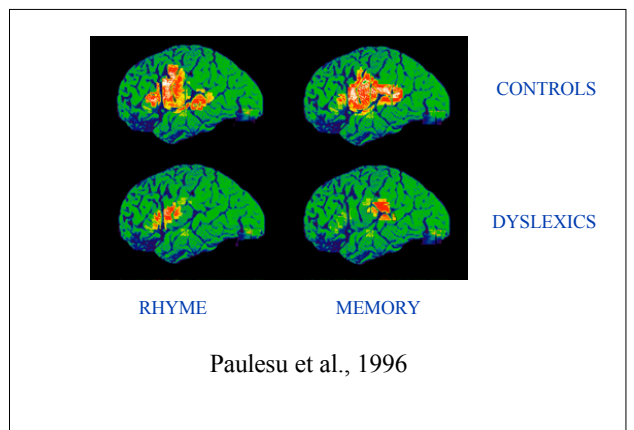 CONTROLS
DYSLEXICS
RHYME MEMORY
Paulesu et al., 1996